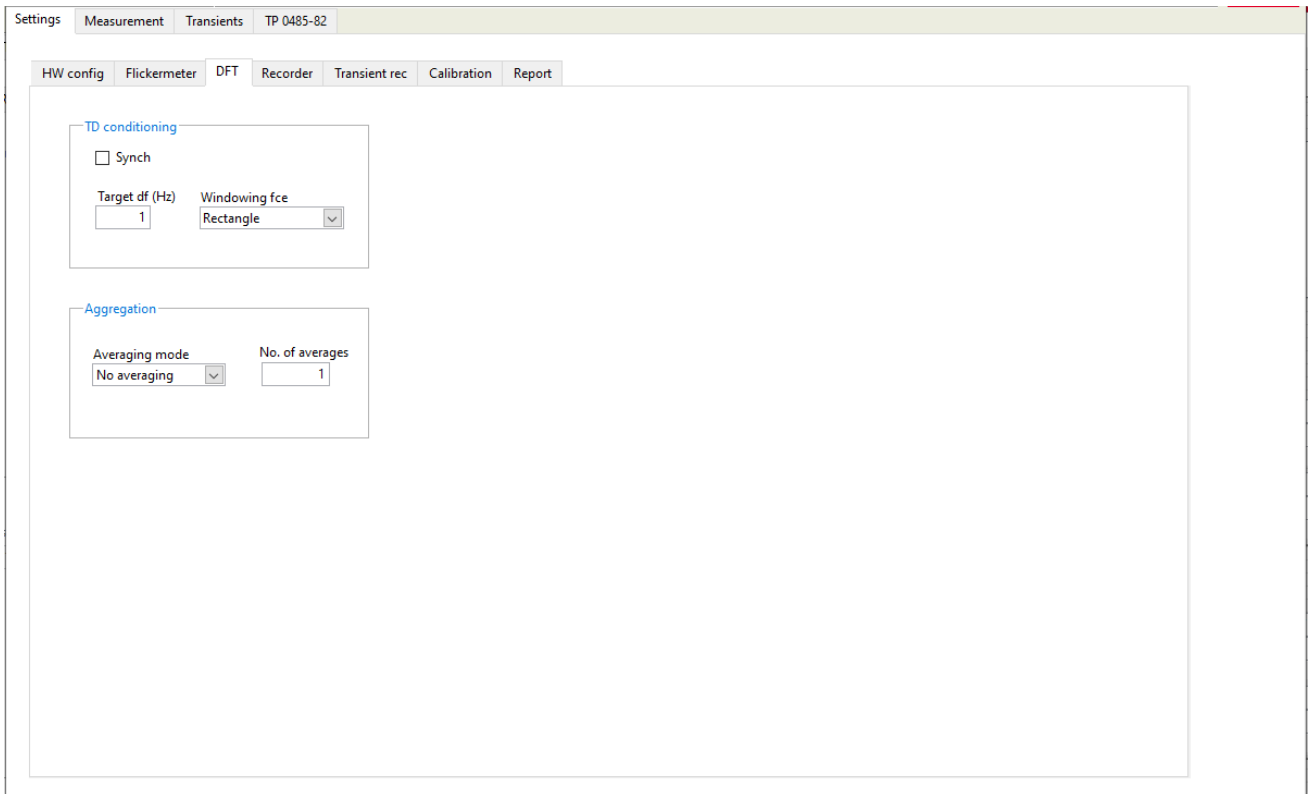 Settings Measurement Transients TP 0485-82
HW config Flickermeter DFT Recorder Transient rec Calibration Report
TD conditioning
Synch
Target df (Hz) Windowing fce
1 Rectangle
Aggregation
Averaging mode No. of averages
No averaging 1